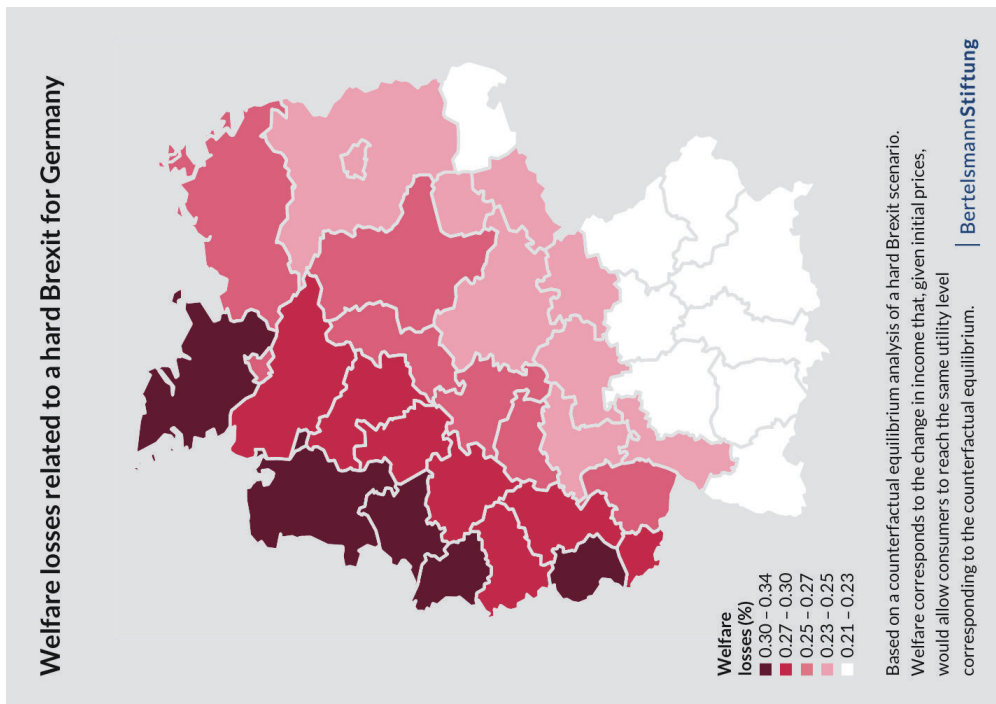 Welfare losses related to a hard Brexit for Germany
Welfare
losses (%)
0.30 – 0.34
0.27 – 0.30
0.25 – 0.27
0.23 – 0.25
0.21 – 0.23
Based on a counterfactual equilibrium analysis of a hard Brexit scenario.
Welfare corresponds to the change in income that, given initial prices,
would allow consumers to reach the same utility level
corresponding to the counterfactual equilibrium.
BertelsmannStiftung